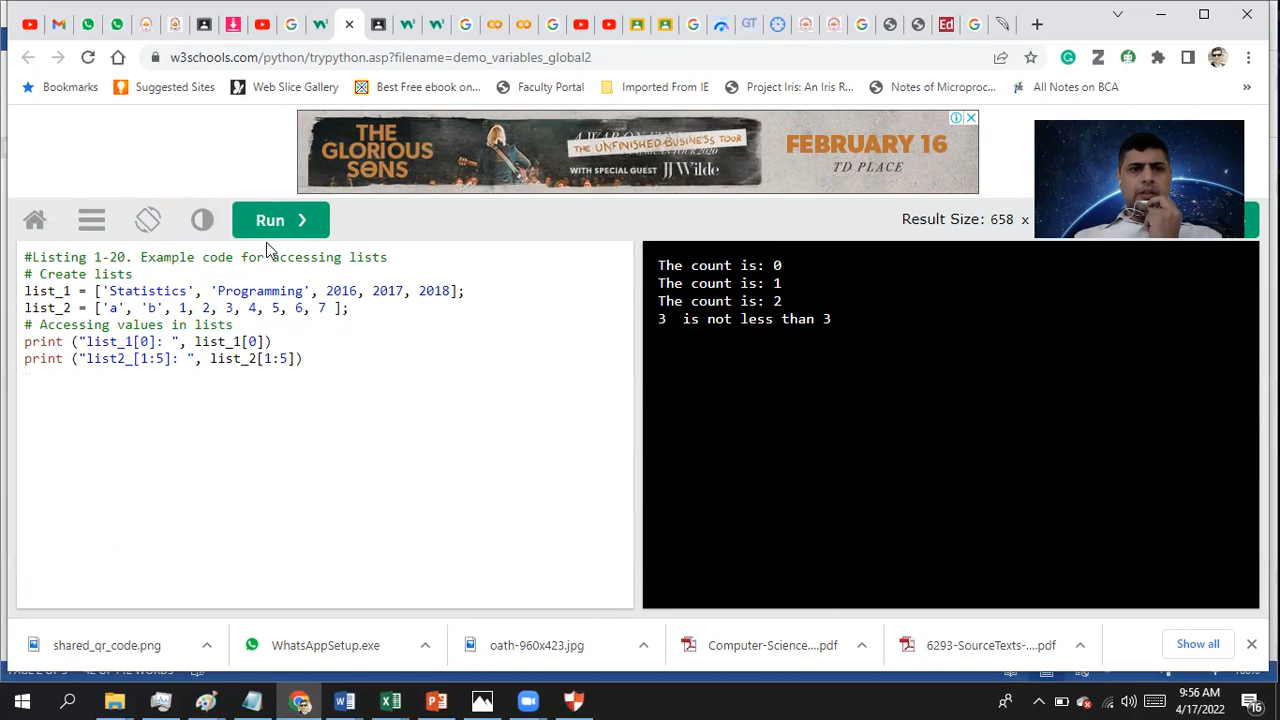 w3schools.com/python/trypython.asp?filename=demo_variables_global2
Bookmarks
Suggested Sites
Web Slice Gallery
Best Free ebook on...
Faculty Portal
Imported From IE
Project Iris: An Iris R...
Notes of Microproc...
All Notes on BCA
»
THE
GLORIOUS
SONS
THE UNFINISHED BUSINESS TOUR
WITH SPECIAL GUEST JJ Wilde
FEBRUARY 16
TD PLACE
Run ❯
Result Size: 658 x
#Listing 1-20. Example code for accessing lists
# Create lists
list_1 = ['Statistics', 'Programming', 2016, 2017, 2018];
list_2 = ['a', 'b', 1, 2, 3, 4, 5, 6, 7 ];
# Accessing values in lists
print ("list_1[0]: ", list_1[0])
print ("list2_[1:5]: ", list_2[1:5])
The count is: 0
The count is: 1
The count is: 2
3  is not less than 3
shared_qr_code.png
WhatsAppSetup.exe
oath-960x423.jpg
Computer-Science....pdf
6293-SourceTexts-....pdf
Show all
9:56 AM
4/17/2022
16